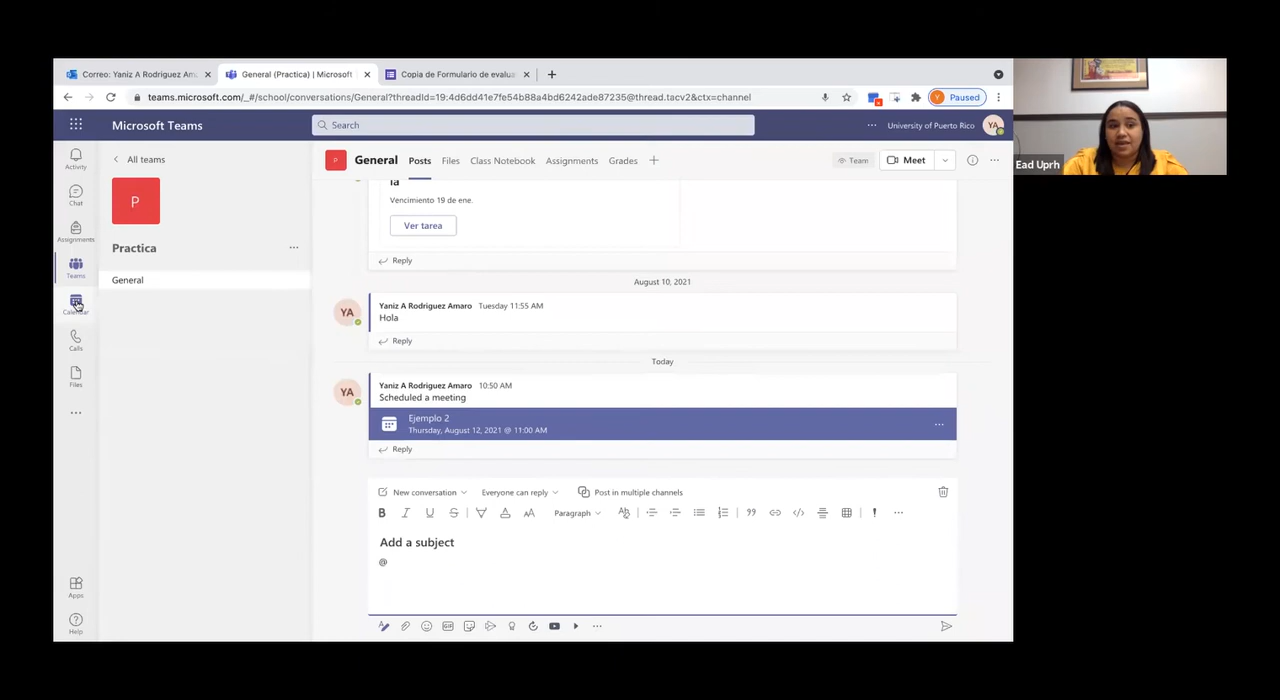 Correo: Yaniz A Rodriguez Am
General (Practica) | Microsoft
Copia de Formulario de evalua
teams.microsoft.com/_#/school/conversations/General?threadId=19:4d6dd41e7fe54b88a4bd6242ade87235@thread.tacv2&ctx=channel
Y Paused
Microsoft Teams
Search
University of Puerto Rico
YA
Activity
Chat
Assignments
Teams
Calendar
Calls
Files
Apps
Help
All teams
P
Practica
General
P
General Posts Files Class Notebook Assignments Grades
Team
Meet
la
Vencimiento 19 de ene.
Ver tarea
Reply
August 10, 2021
YA
Yaniz A Rodriguez Amaro Tuesday 11:55 AM
Hola
Reply
Today
YA
Yaniz A Rodriguez Amaro 10:50 AM
Scheduled a meeting
Ejemplo 2
Thursday, August 12, 2021 @ 11:00 AM
Reply
New conversation Everyone can reply Post in multiple channels
B I U S Paragraph
Add a subject
@
GIF
Ead Uprh